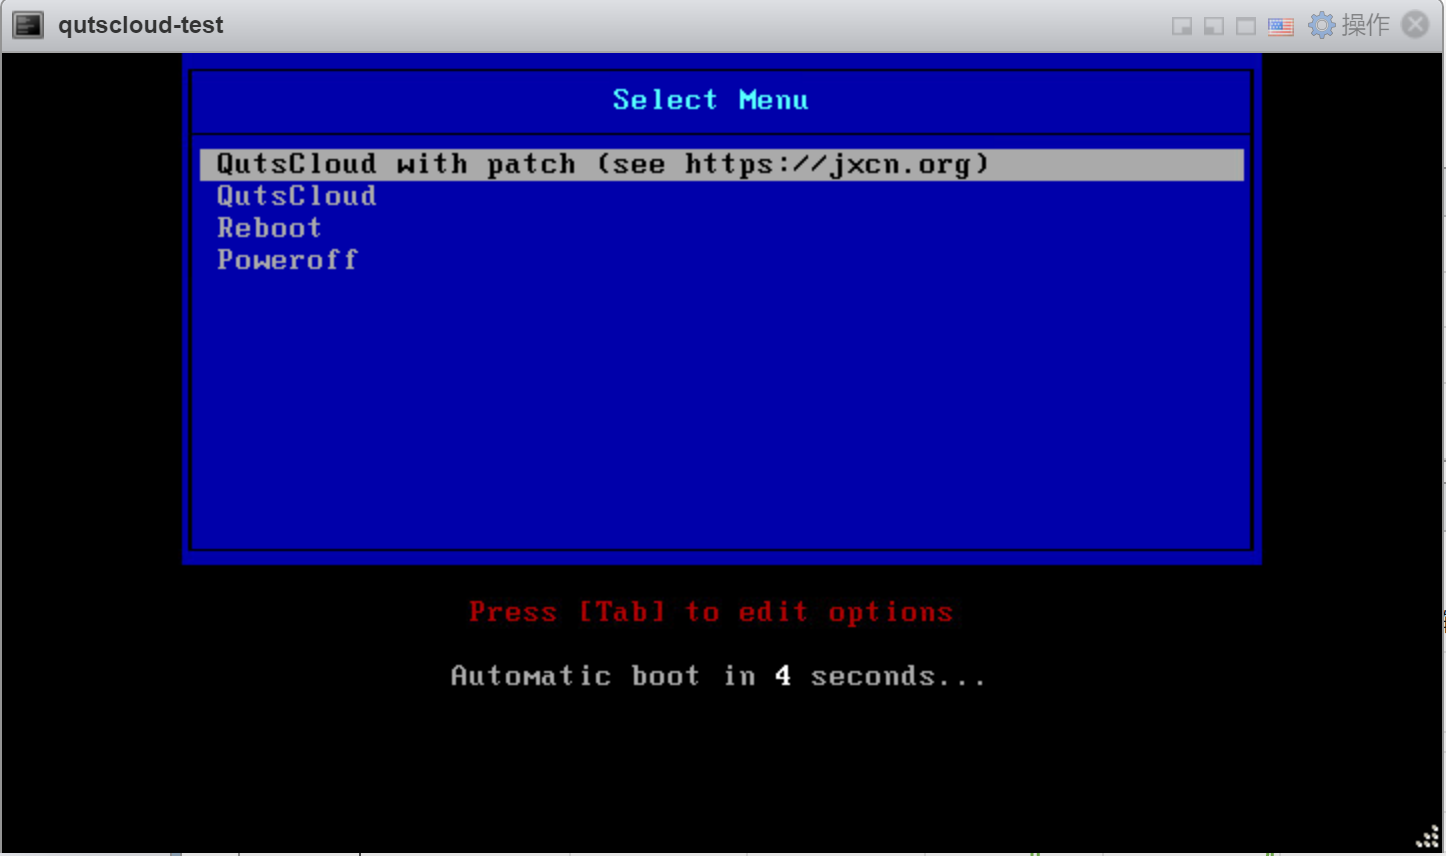 qutscloud-test
操作
Select Menu
QutsCloud with patch (see https://jxcn.org)
QutsCloud
Reboot
Poweroff
Press [Tab] to edit options
Automatic boot in 4 seconds...